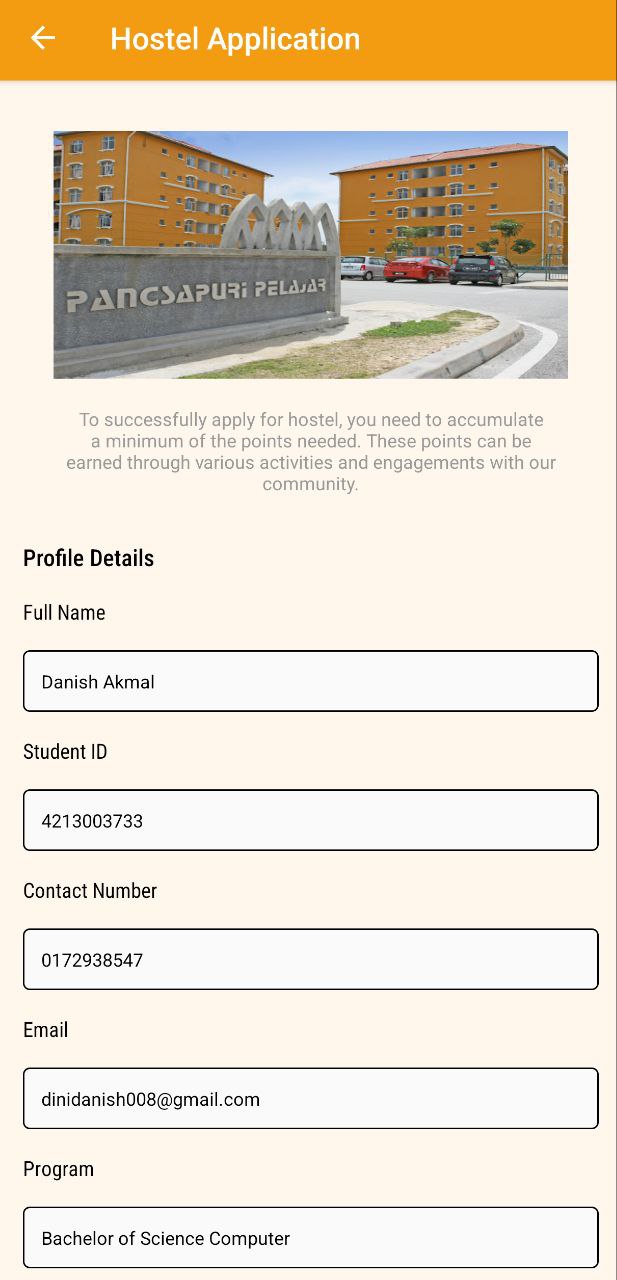 Hostel Application
PANGSAPURI PELAJAR
To successfully apply for hostel, you need to accumulate
a minimum of the points needed. These points can be
earned through various activities and engagements with our
community.
Profile Details
Full Name
Danish Akmal
Student ID
4213003733
Contact Number
0172938547
Email
dinidanish008@gmail.com
Program
Bachelor of Science Computer